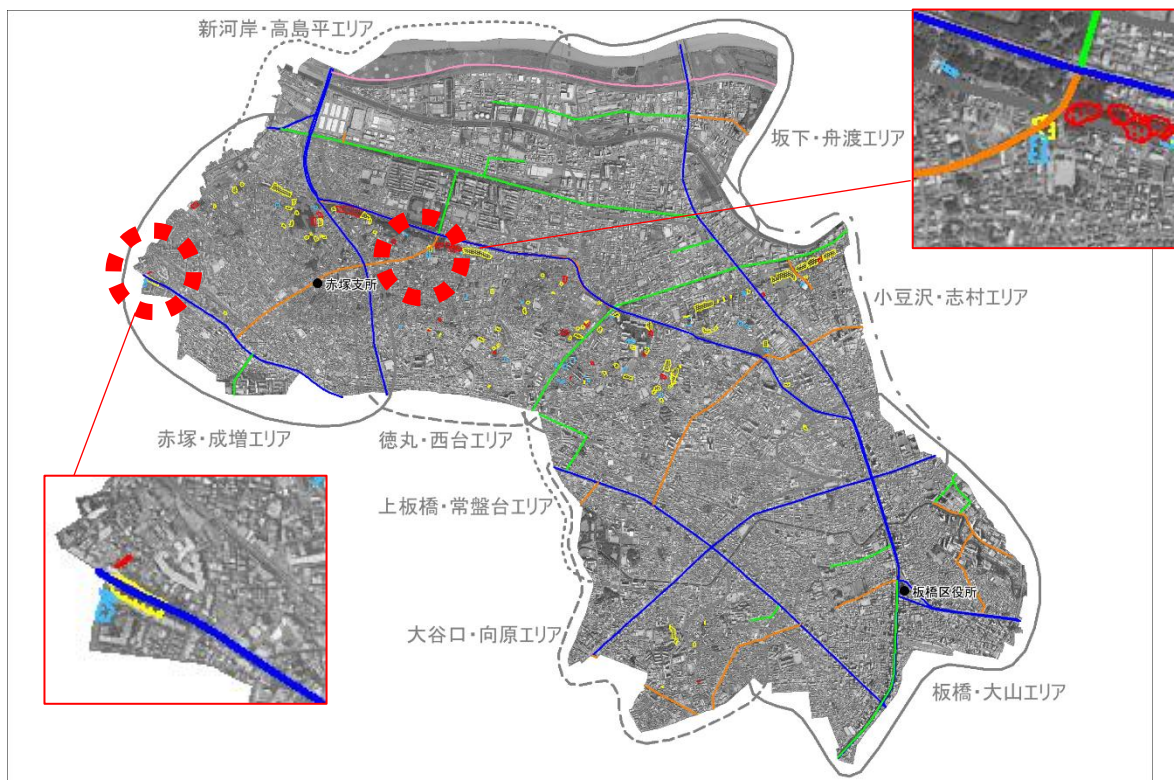 新河岸・高島平エリア
坂下・舟渡エリア
赤塚支所
小豆沢・志村エリア
赤塚・成増エリア
徳丸・西台エリア
上板橋・常盤台エリア
板橋区役所
大谷口・向原エリア
板橋・大山エリア